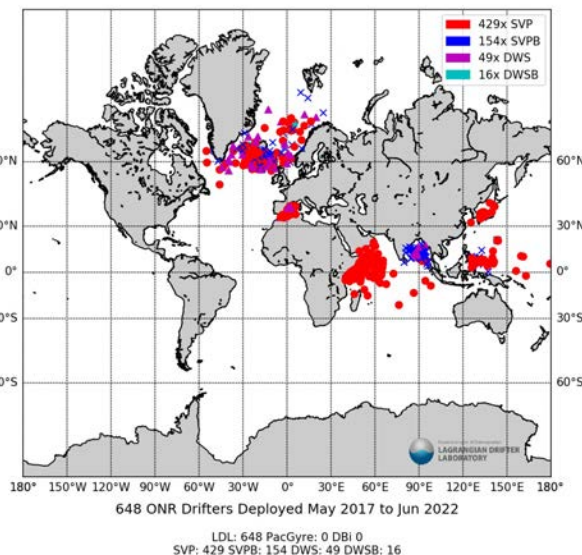 429x SVP
154x SVPB
49x DWS
16x DWSB
60°N
60°N
30°N
30°N
0°
0°
30°S
30°S
60°S
60°S
LAGRANGIAN DRIFTER
LABORATORY
180° 150°W 120°W 90°W 60°W 30°W 0° 30°E 60°E 90°E 120°E 150°E 180°
648 ONR Drifters Deployed May 2017 to Jun 2022
LDL: 648 PacGyre: 0 DBi 0
SVP: 429 SVPB: 154 DWS: 49 DWSB: 16